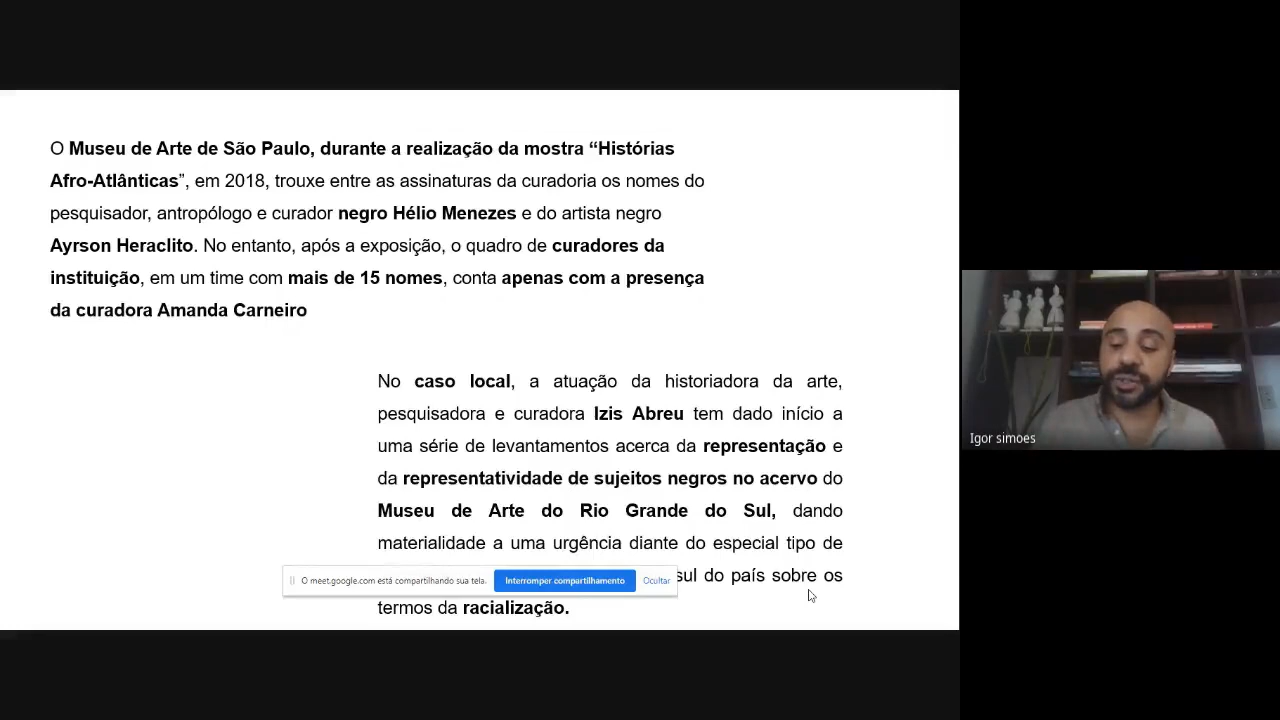 O Museu de Arte de São Paulo, durante a realização da mostra “Histórias
Afro-Atlânticas”, em 2018, trouxe entre as assinaturas da curadoria os nomes do
pesquisador, antropólogo e curador negro Hélio Menezes e do artista negro
Ayrson Heraclito. No entanto, após a exposição, o quadro de curadores da
instituição, em um time com mais de 15 nomes, conta apenas com a presença
da curadora Amanda Carneiro
No caso local, a atuação da historiadora da arte,
pesquisadora e curadora Izis Abreu tem dado início a
uma série de levantamentos acerca da representação e
da representatividade de sujeitos negros no acervo do
Museu de Arte do Rio Grande do Sul, dando
materialidade a uma urgência diante do especial tipo de
sul do país sobre os
termos da racialização.
O meet.google.com está compartilhando sua tela.
Interromper compartilhamento
Ocultar
Igor simoes